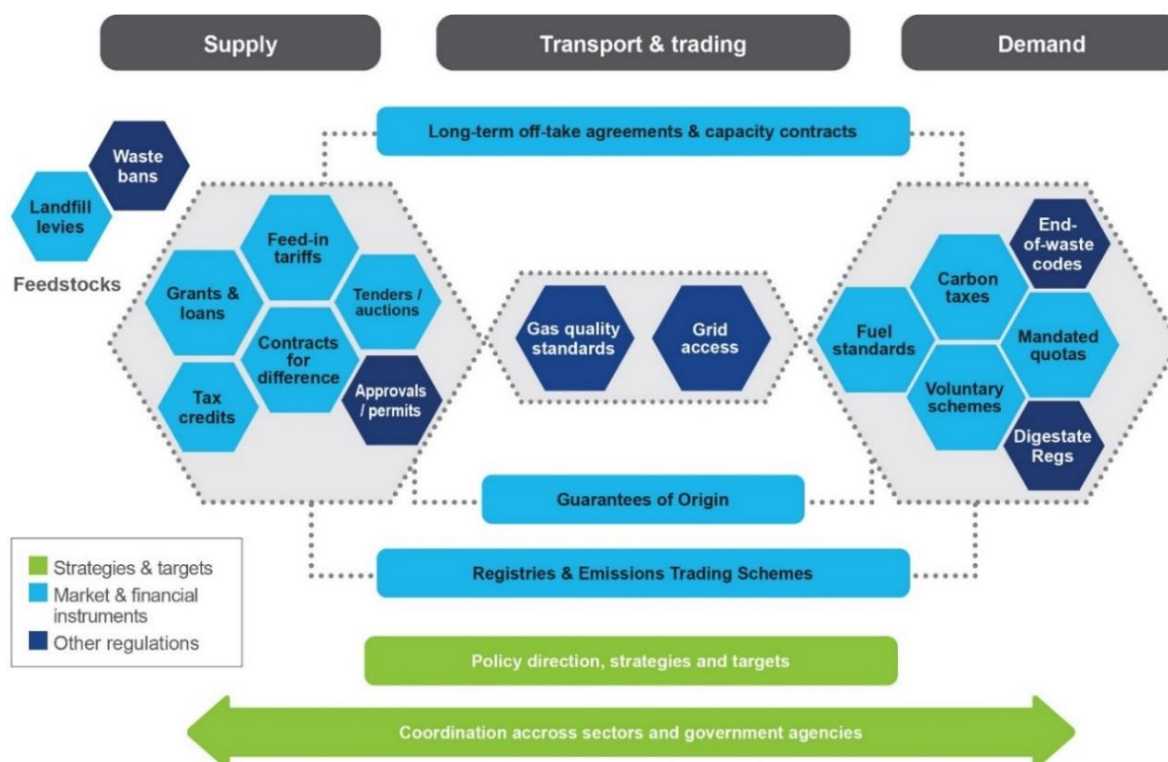 Supply
Transport & trading
Demand
Long-term off-take agreements & capacity contracts
Waste
bans
Landfill
levies
Feedstocks
Feed-in
tariffs
Grants &
loans
Tenders /
auctions
Contracts
for
difference
Tax
credits
Approvals
/ permits
Gas quality
standards
Grid
access
End-
of-waste
codes
Carbon
taxes
Fuel
standards
Mandated
quotas
Voluntary
schemes
Digestate
Regs
Guarantees of Origin
Registries & Emissions Trading Schemes
Strategies & targets
Market & financial
instruments
Other regulations
Policy direction, strategies and targets
Coordination accross sectors and government agencies